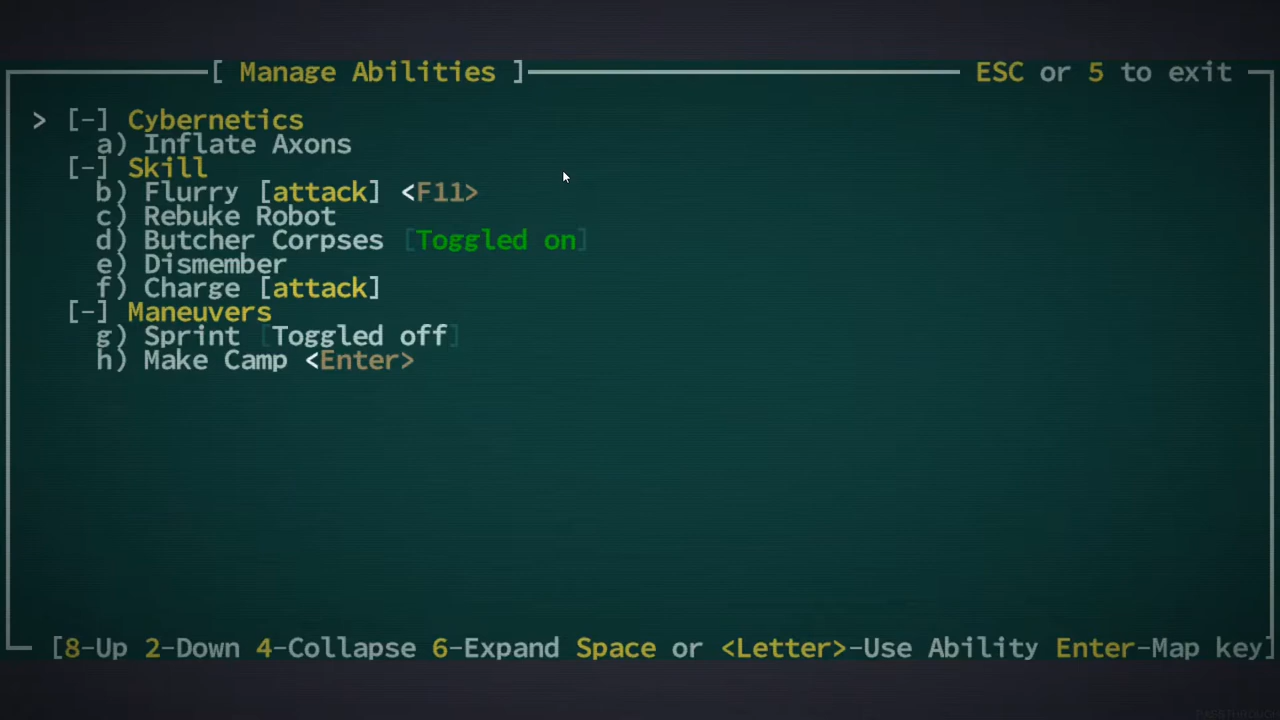 [ Manage Abilities ] ESC or 5 to exit
> [-] Cybernetics
a) Inflate Axons
[-] Skill
b) Flurry [attack] <F11>
c) Rebuke Robot
d) Butcher Corpses [Toggled on]
e) Dismember
f) Charge [attack]
[-] Maneuvers
g) Sprint [Toggled off]
h) Make Camp <Enter>
[8-Up 2-Down 4-Collapse 6-Expand Space or <Letter>-Use Ability Enter-Map key]